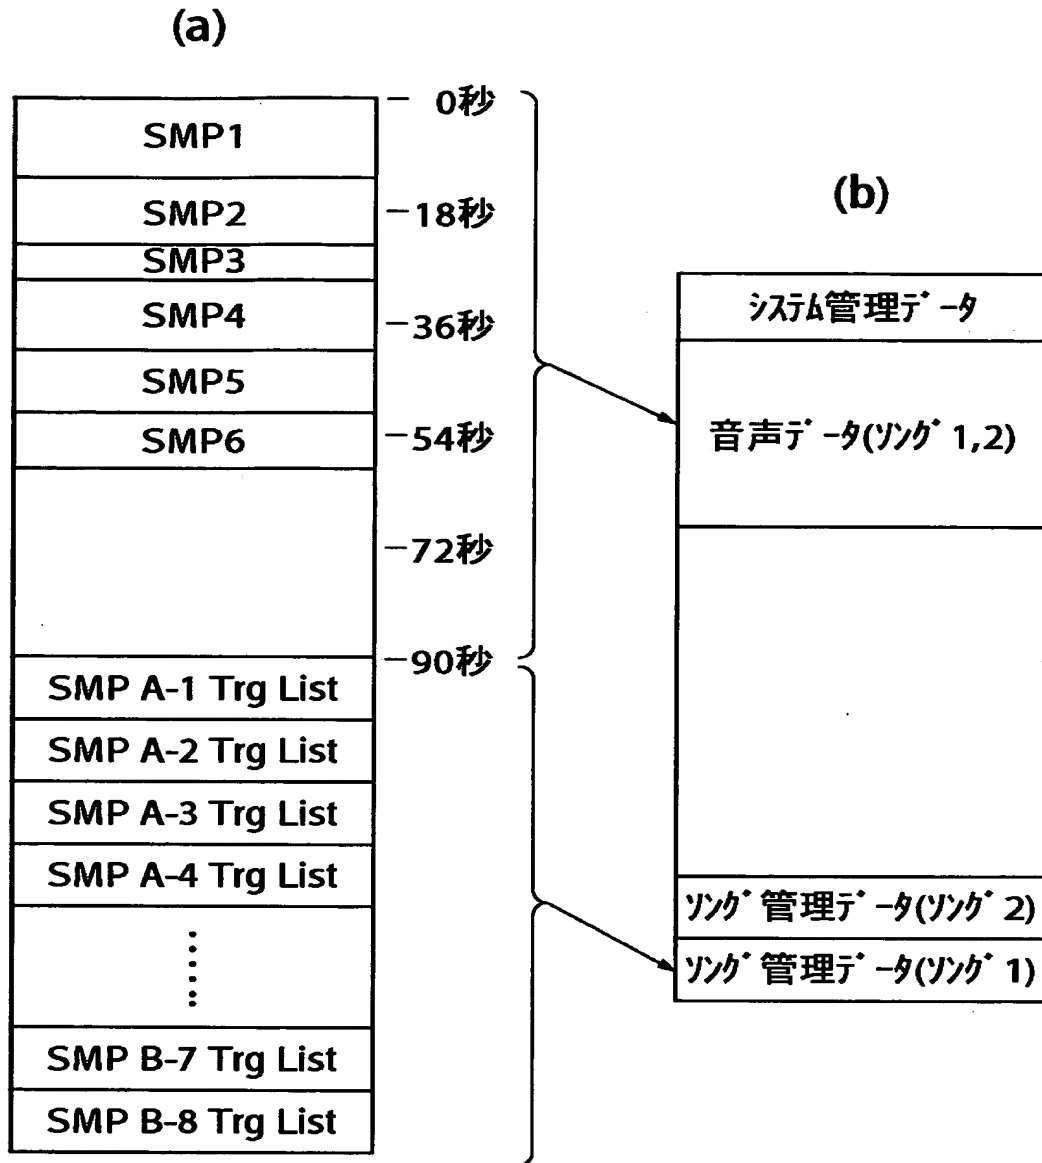 (a)
SMP1
SMP2
SMP3
SMP4
SMP5
SMP6
SMP A-1 Trg List
SMP A-2 Trg List
SMP A-3 Trg List
SMP A-4 Trg List
SMP B-7 Trg List
SMP B-8 Trg List
0秒
18秒
36秒
54秒
72秒
90秒
(b)
ｼｽﾃﾑ管理ﾃﾞｰﾀ
音声ﾃﾞｰﾀ(ｿﾝｸﾞ1,2)
ｿﾝｸﾞ管理ﾃﾞｰﾀ(ｿﾝｸﾞ2)
ｿﾝｸﾞ管理ﾃﾞｰﾀ(ｿﾝｸﾞ1)